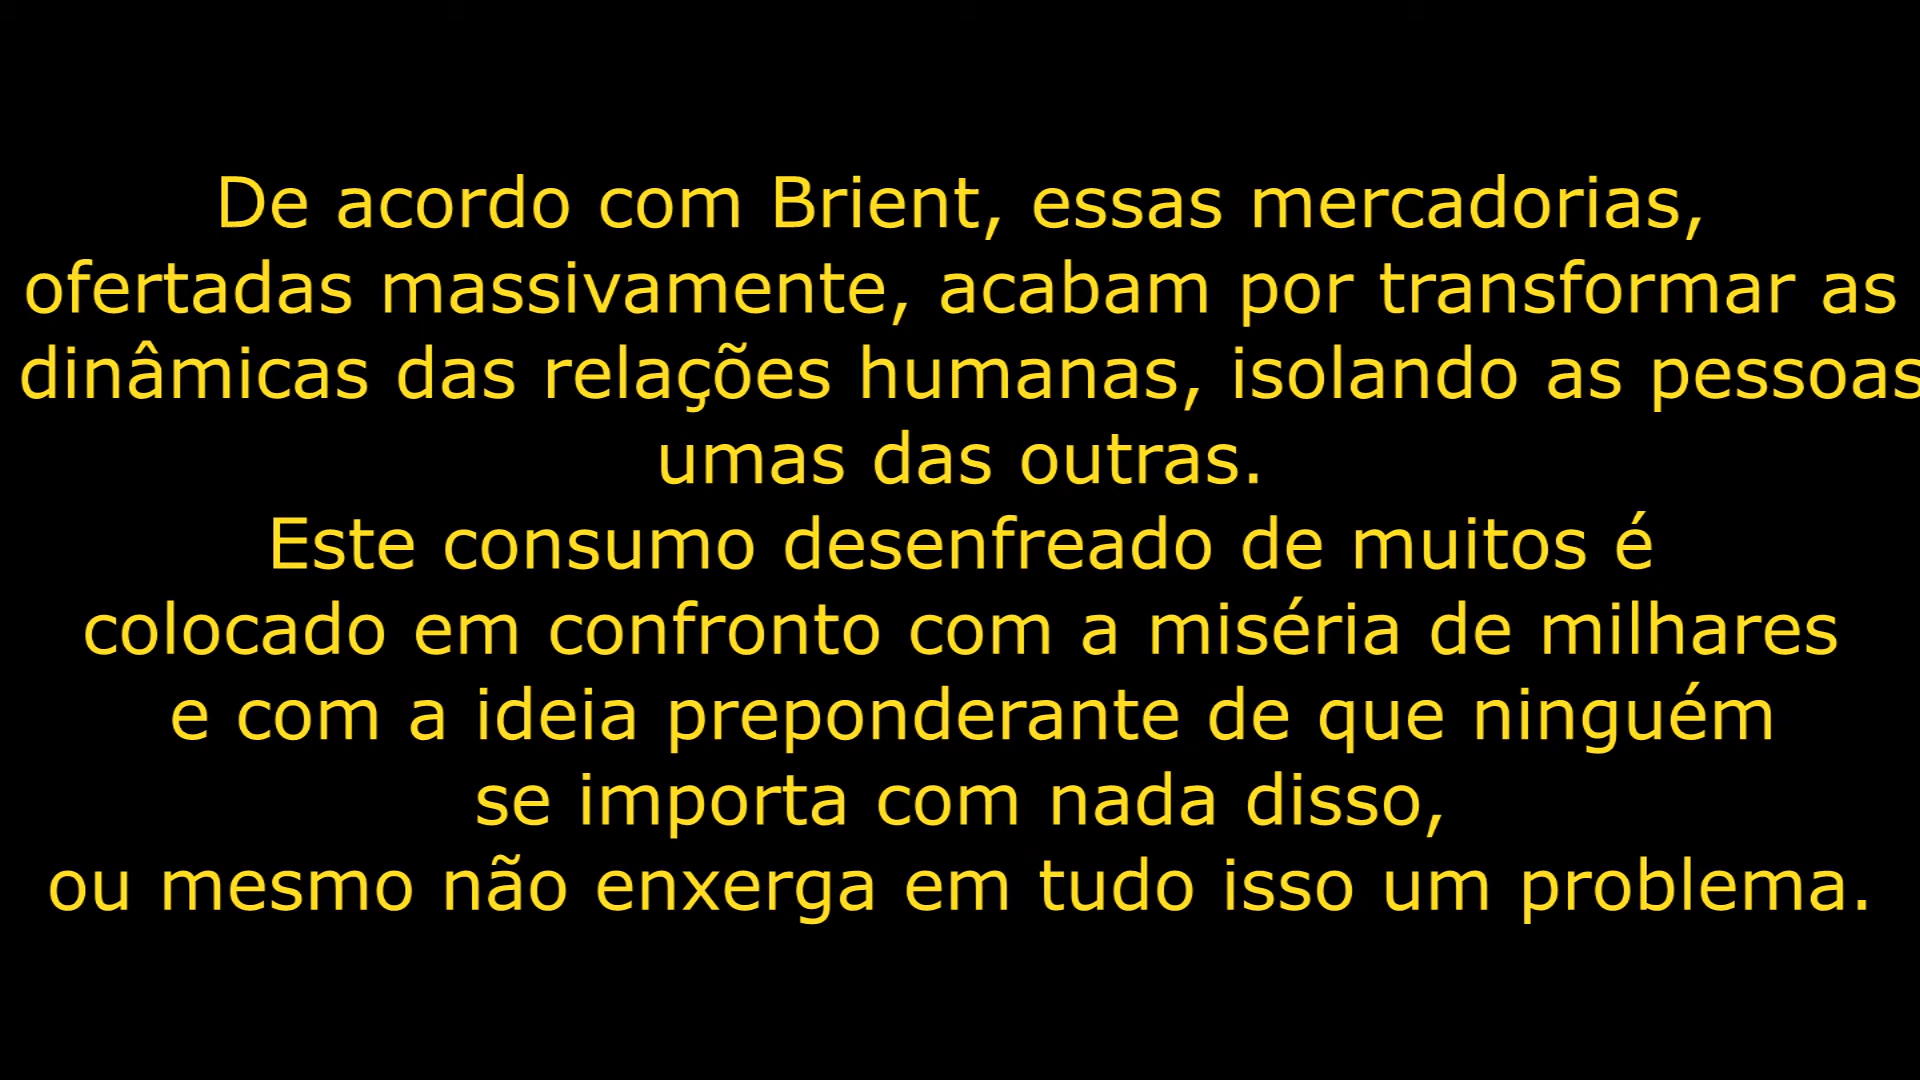 De acordo com Brient, essas mercadorias,
ofertadas massivamente, acabam por transformar as
dinâmicas das relações humanas, isolando as pessoas
umas das outras.
Este consumo desenfreado de muitos é
colocado em confronto com a miséria de milhares
e com a ideia preponderante de que ninguém
se importa com nada disso,
ou mesmo não enxerga em tudo isso um problema.